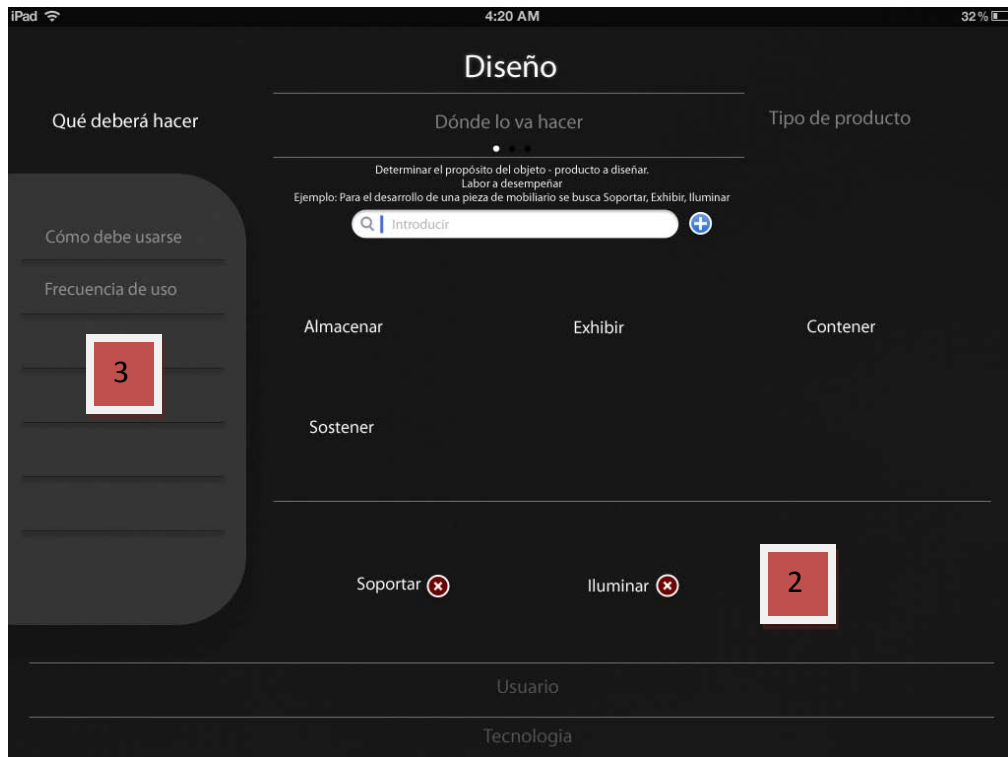 iPad 4:20 AM 32%
Diseño
Qué deberá hacer
Dónde lo va hacer
Tipo de producto
Determinar el propósito del objeto - producto a diseñar.
Labor a desempeñar
Ejemplo: Para el desarrollo de una pieza de mobiliario se busca Soportar, Exhibir, Iluminar
Introducir
Cómo debe usarse
Frecuencia de uso
3
Almacenar Exhibir Contener
Sostener
Soportar Iluminar 2
Usuario
Tecnologia